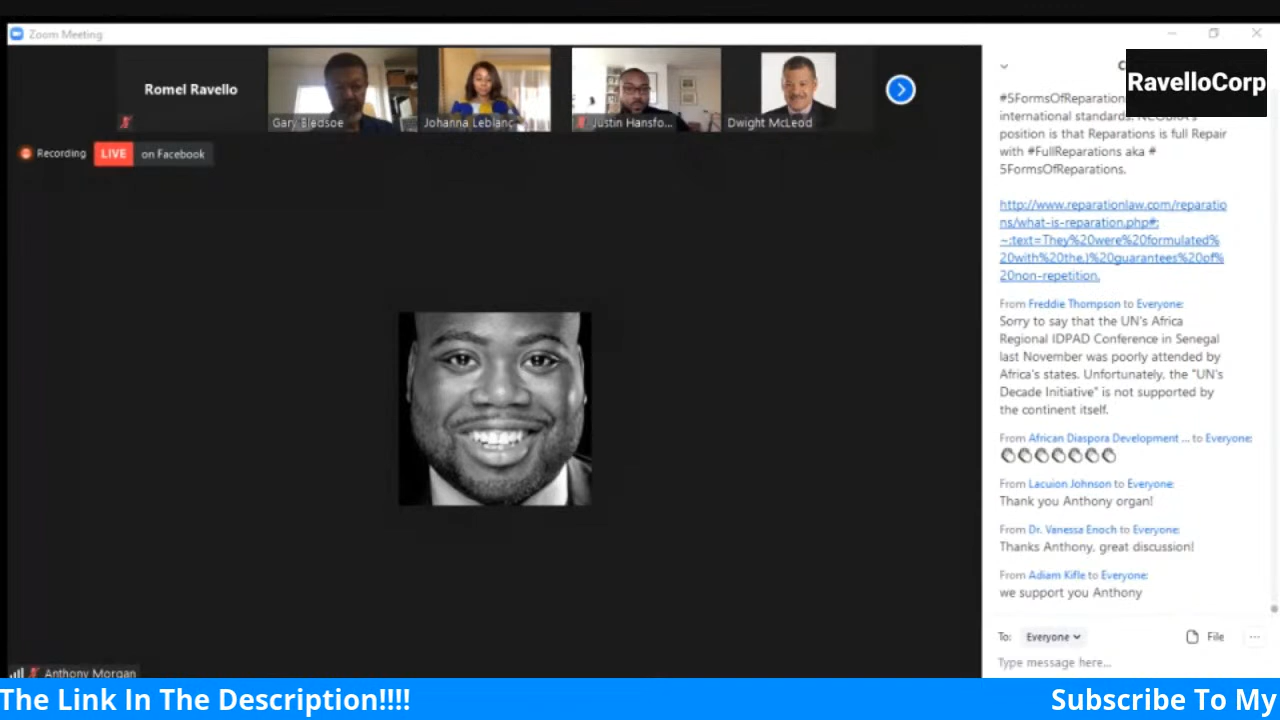 Zoom Meeting
RavelloCorp
Romel Ravello
Gary Bledsoe
Johanna Leblanc
Justin Hansfo...
Dwight McLeod
Recording
LIVE
on Facebook
#5FormsOfReparation
international standards.
position is that Reparations is full Repair
with #FullReparations aka #
5FormsOfReparations.
http://www.reparationlaw.com/reparatio
ns/what-is-reparation.php#:
~:text=They%20were%20formulated%
20with%20the,)%20guarantees%20of%
20non-repetition.
From Freddie Thompson to Everyone:
Sorry to say that the UN's Africa
Regional IDPAD Conference in Senegal
last November was poorly attended by
Africa's states. Unfortunately, the "UN's
Decade Initiative" is not supported by
the continent itself.
From African Diaspora Development ... to Everyone:
From Lacuion Johnson to Everyone:
Thank you Anthony organ!
From Dr. Vanessa Enoch to Everyone:
Thanks Anthony, great discussion!
From Adiam Kifle to Everyone:
we support you Anthony
To: Everyone
File
...
Type message here...
Anthony Morgan
The Link In The Description!!!!
Subscribe To My